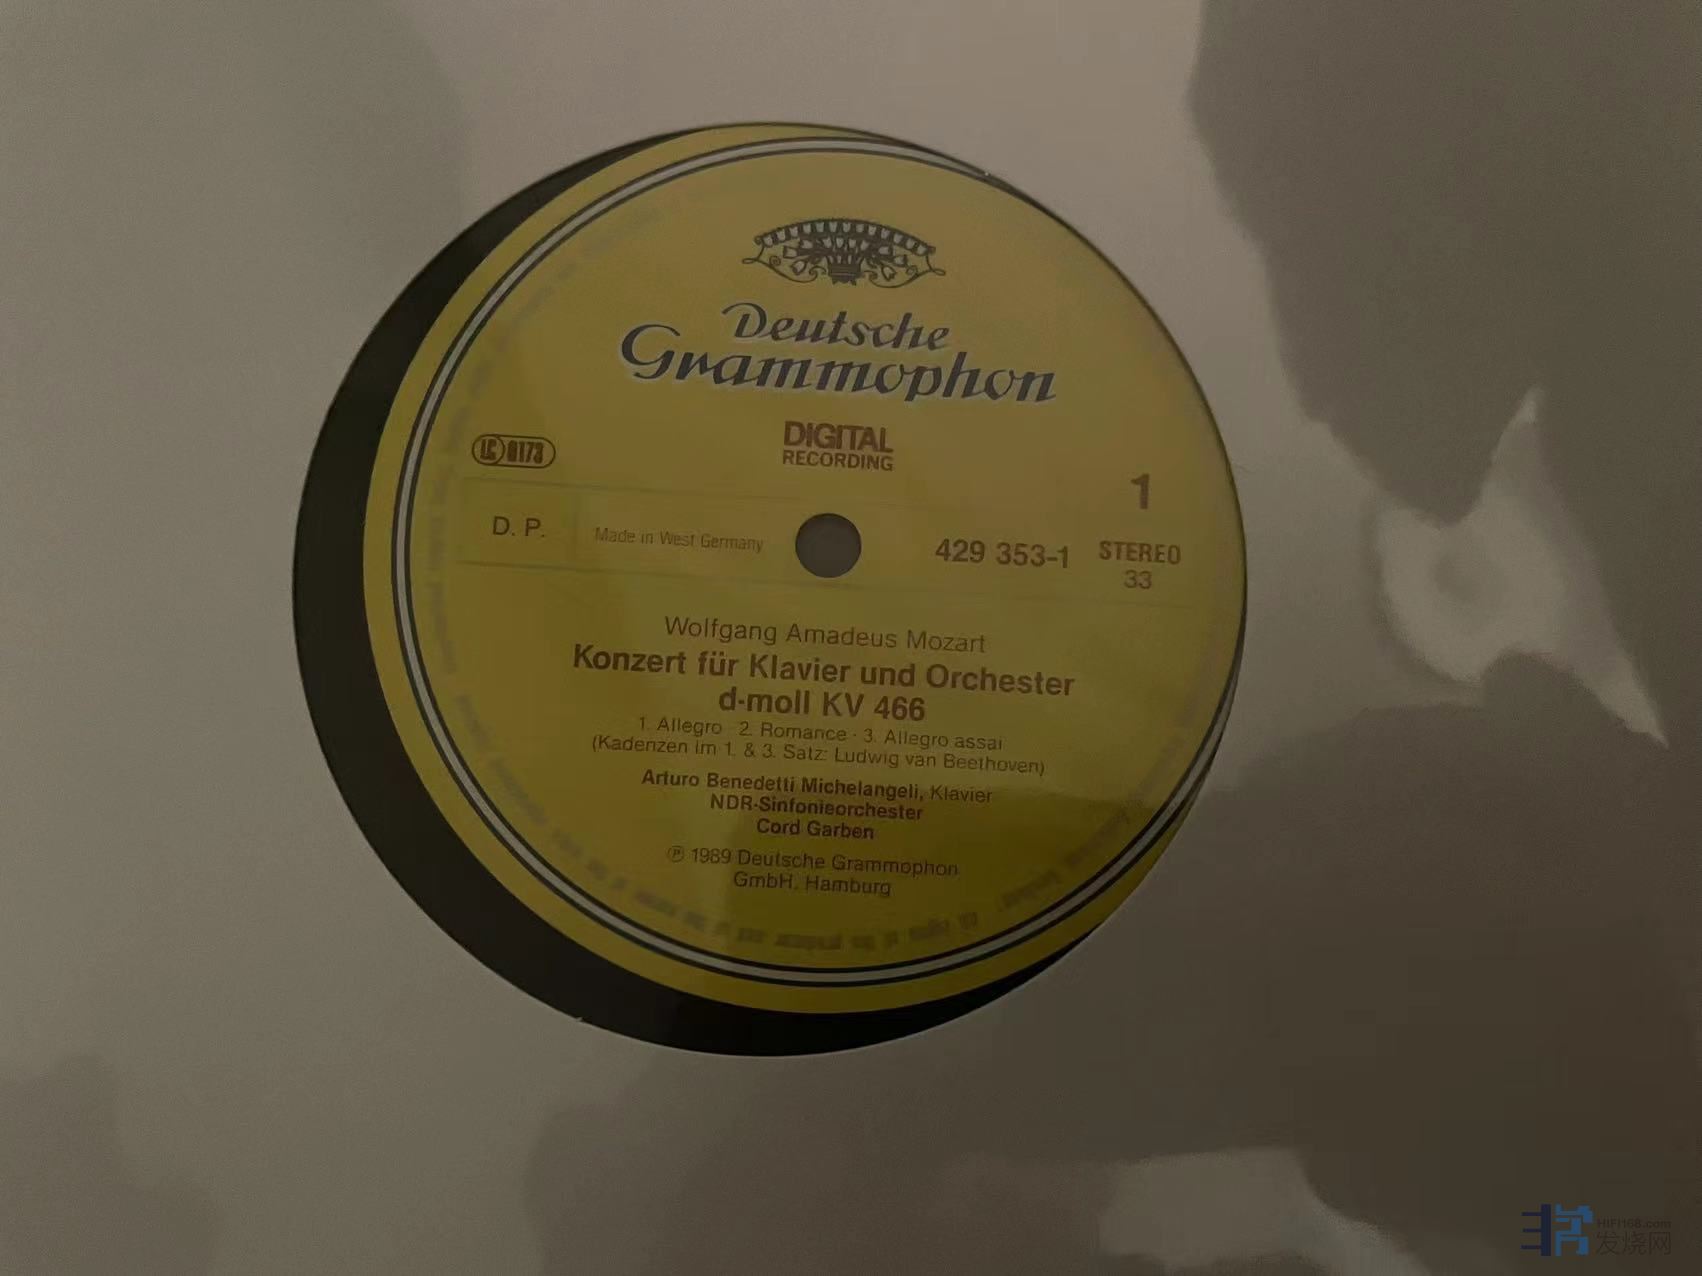 Deutsche
Grammophon
DIGITAL
RECORDING
LC 0173
1
D. P.
Made in West Germany
429 353-1
STEREO
33
Wolfgang Amadeus Mozart
Konzert für Klavier und Orchester
d-moll KV 466
1. Allegro · 2. Romance · 3. Allegro assai
(Kadenzen im 1. & 3. Satz: Ludwig van Beethoven)
Arturo Benedetti Michelangeli, Klavier
NDR-Sinfonieorchester
Cord Garben
℗ 1989 Deutsche Grammophon
GmbH, Hamburg
HIFI168.com
发烧网